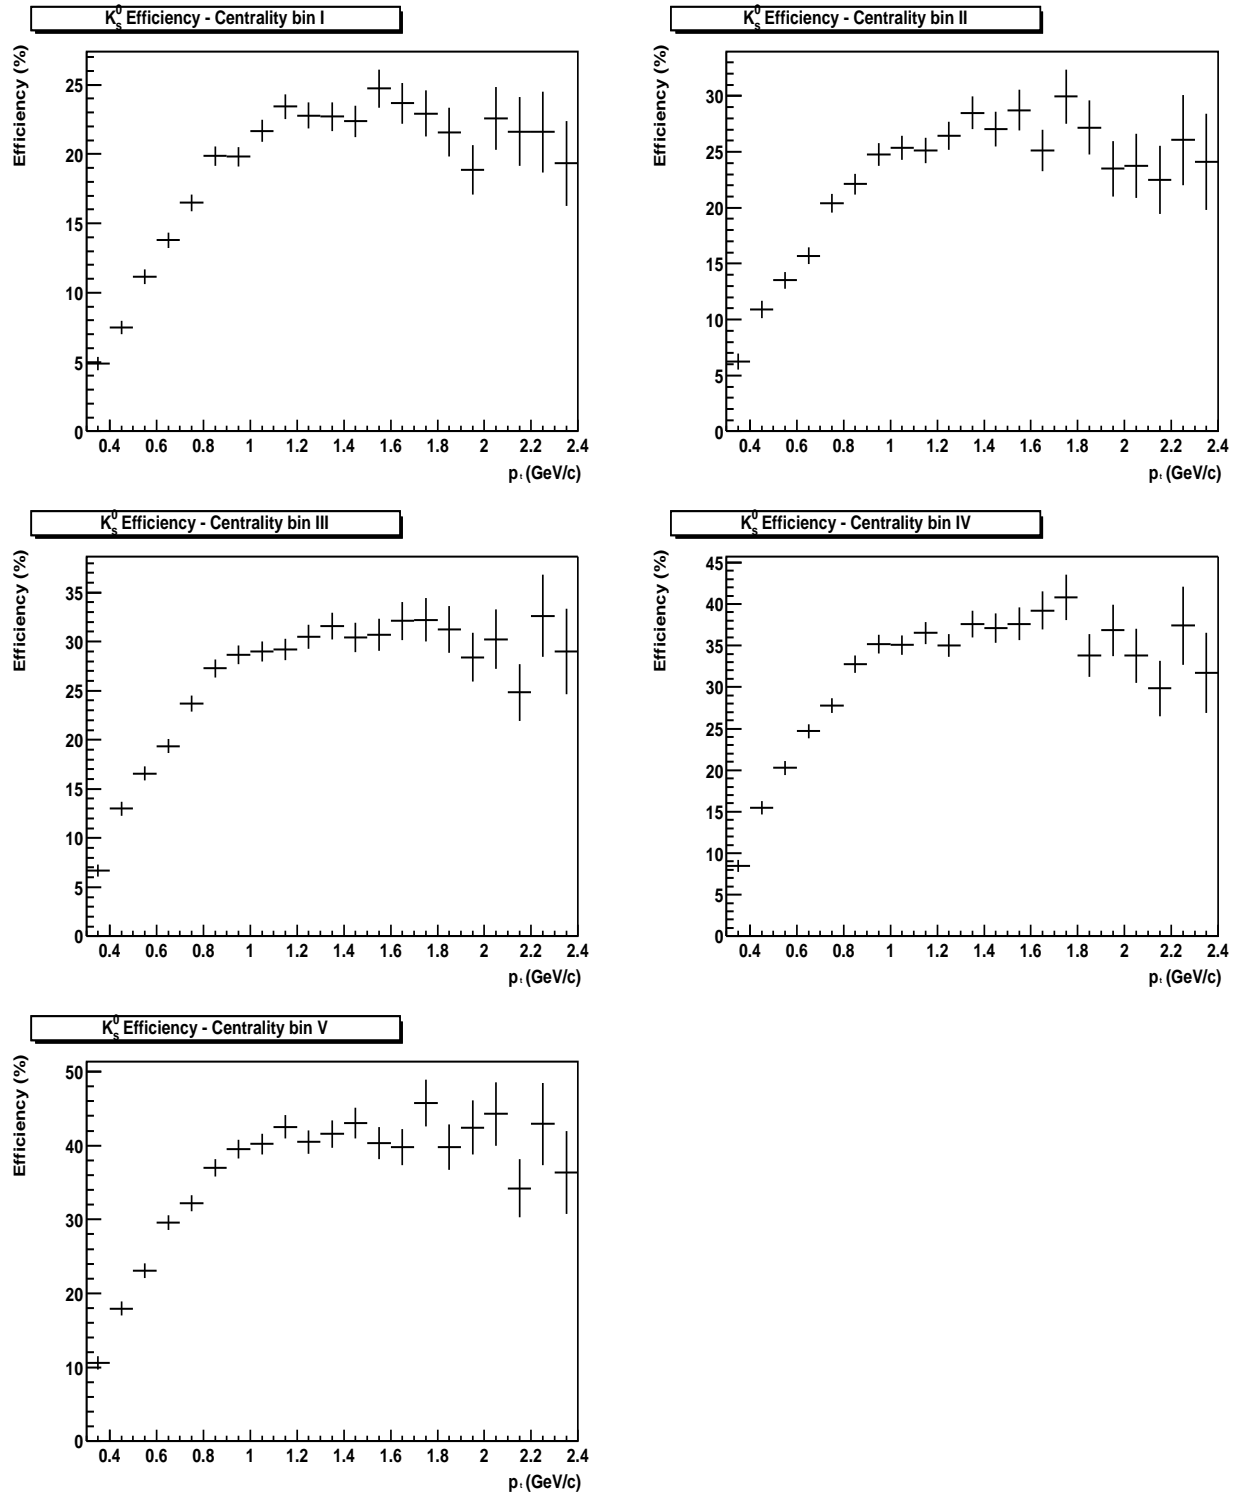 K0s Efficiency - Centrality bin I
Efficiency (%)
25
20
15
10
5
0
0.4 0.6 0.8 1 1.2 1.4 1.6 1.8 2 2.2 2.4
pt (GeV/c)
K0s Efficiency - Centrality bin II
Efficiency (%)
30
25
20
15
10
5
0
0.4 0.6 0.8 1 1.2 1.4 1.6 1.8 2 2.2 2.4
pt (GeV/c)
K0s Efficiency - Centrality bin III
Efficiency (%)
35
30
25
20
15
10
5
0
0.4 0.6 0.8 1 1.2 1.4 1.6 1.8 2 2.2 2.4
pt (GeV/c)
K0s Efficiency - Centrality bin IV
Efficiency (%)
45
40
35
30
25
20
15
10
5
0
0.4 0.6 0.8 1 1.2 1.4 1.6 1.8 2 2.2 2.4
pt (GeV/c)
K0s Efficiency - Centrality bin V
Efficiency (%)
50
40
30
20
10
0
0.4 0.6 0.8 1 1.2 1.4 1.6 1.8 2 2.2 2.4
pt (GeV/c)